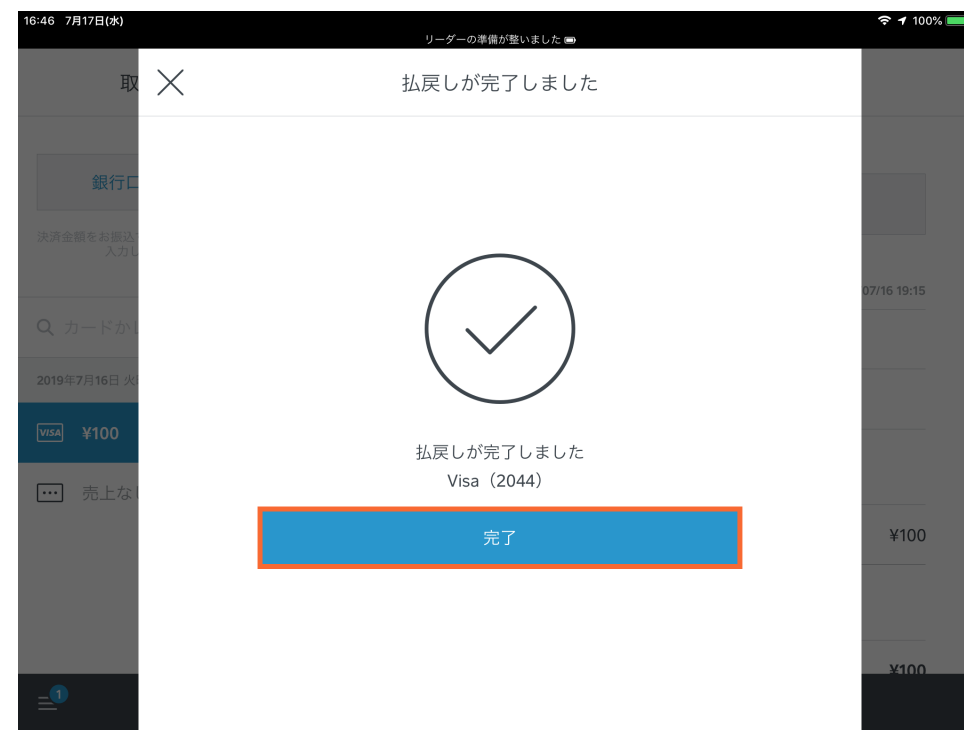 16:46 7月17日(水)
100%
リーダーの準備が整いました
取
払戻しが完了しました
銀行口
決済金額をお振込
入力し
07/16 19:15
カードか
2019年7月16日 火
VISA ¥100
売上な
払戻しが完了しました
Visa（2044）
完了
¥100
¥100
1